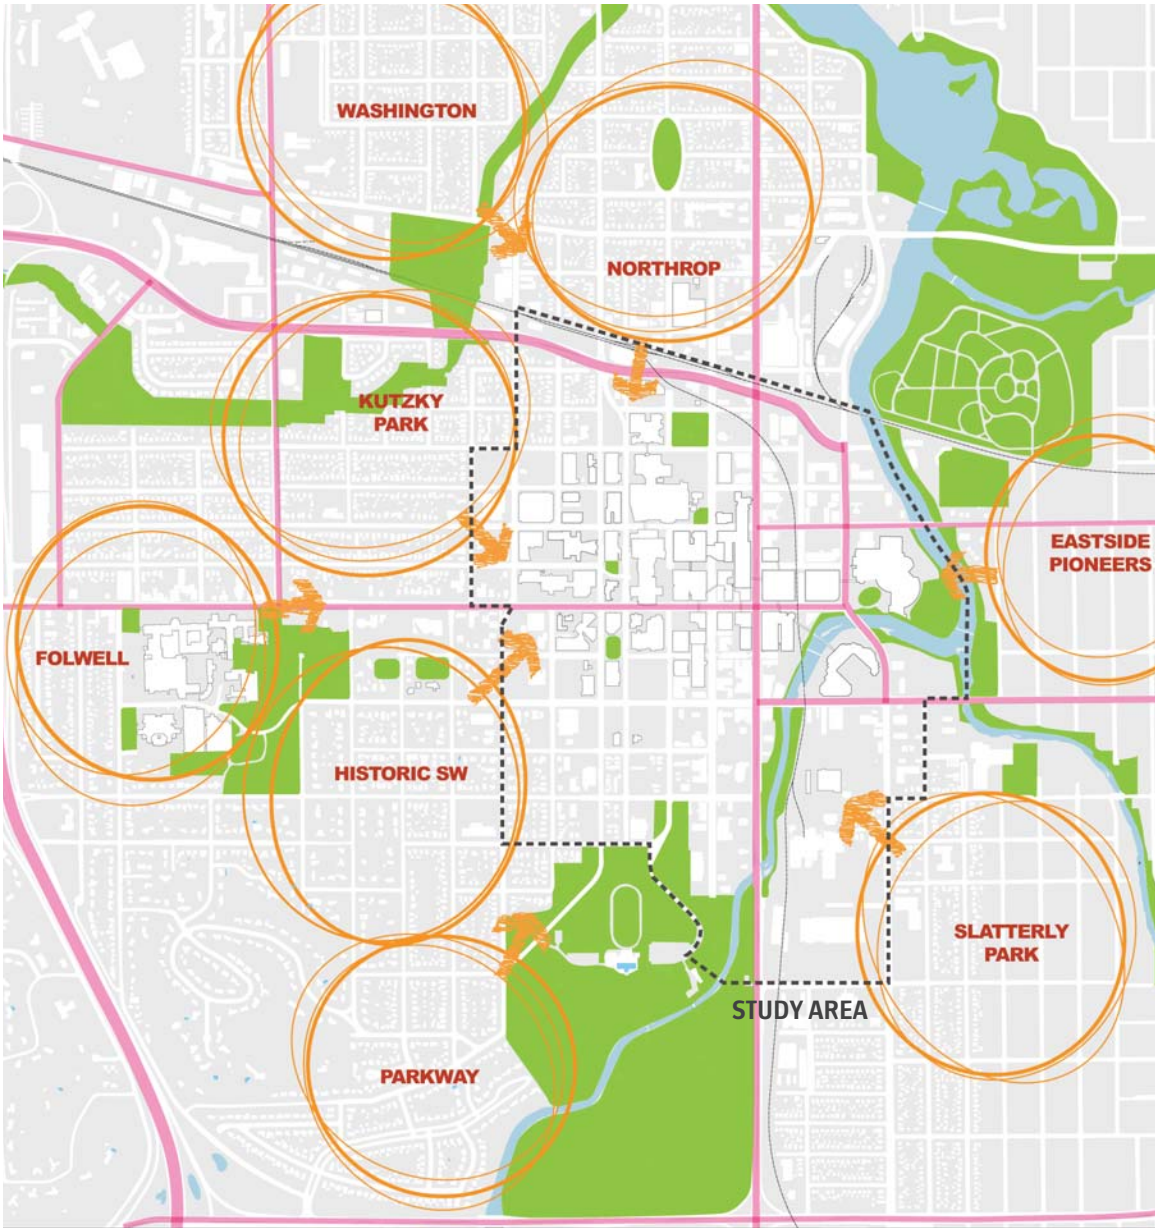 WASHINGTON
NORTHROP
KUTZKY
PARK
EASTSIDE
PIONEERS
FOLWELL
HISTORIC SW
SLATTERLY
PARK
STUDY AREA
PARKWAY